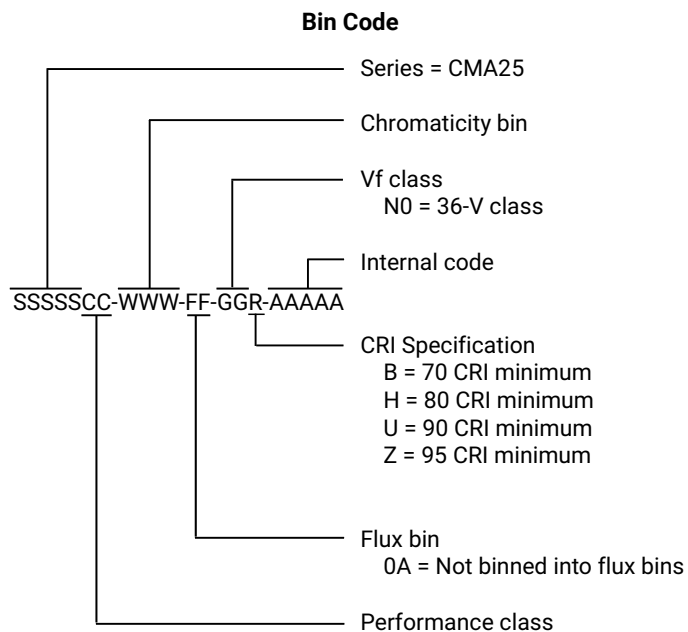 Bin Code
Series = CMA25
Chromaticity bin
Vf class
N0 = 36-V class
Internal code
SSSSSCC-WWW-FF-GGR-AAAAA
CRI Specification
B = 70 CRI minimum
H = 80 CRI minimum
U = 90 CRI minimum
Z = 95 CRI minimum
Flux bin
0A = Not binned into flux bins
Performance class